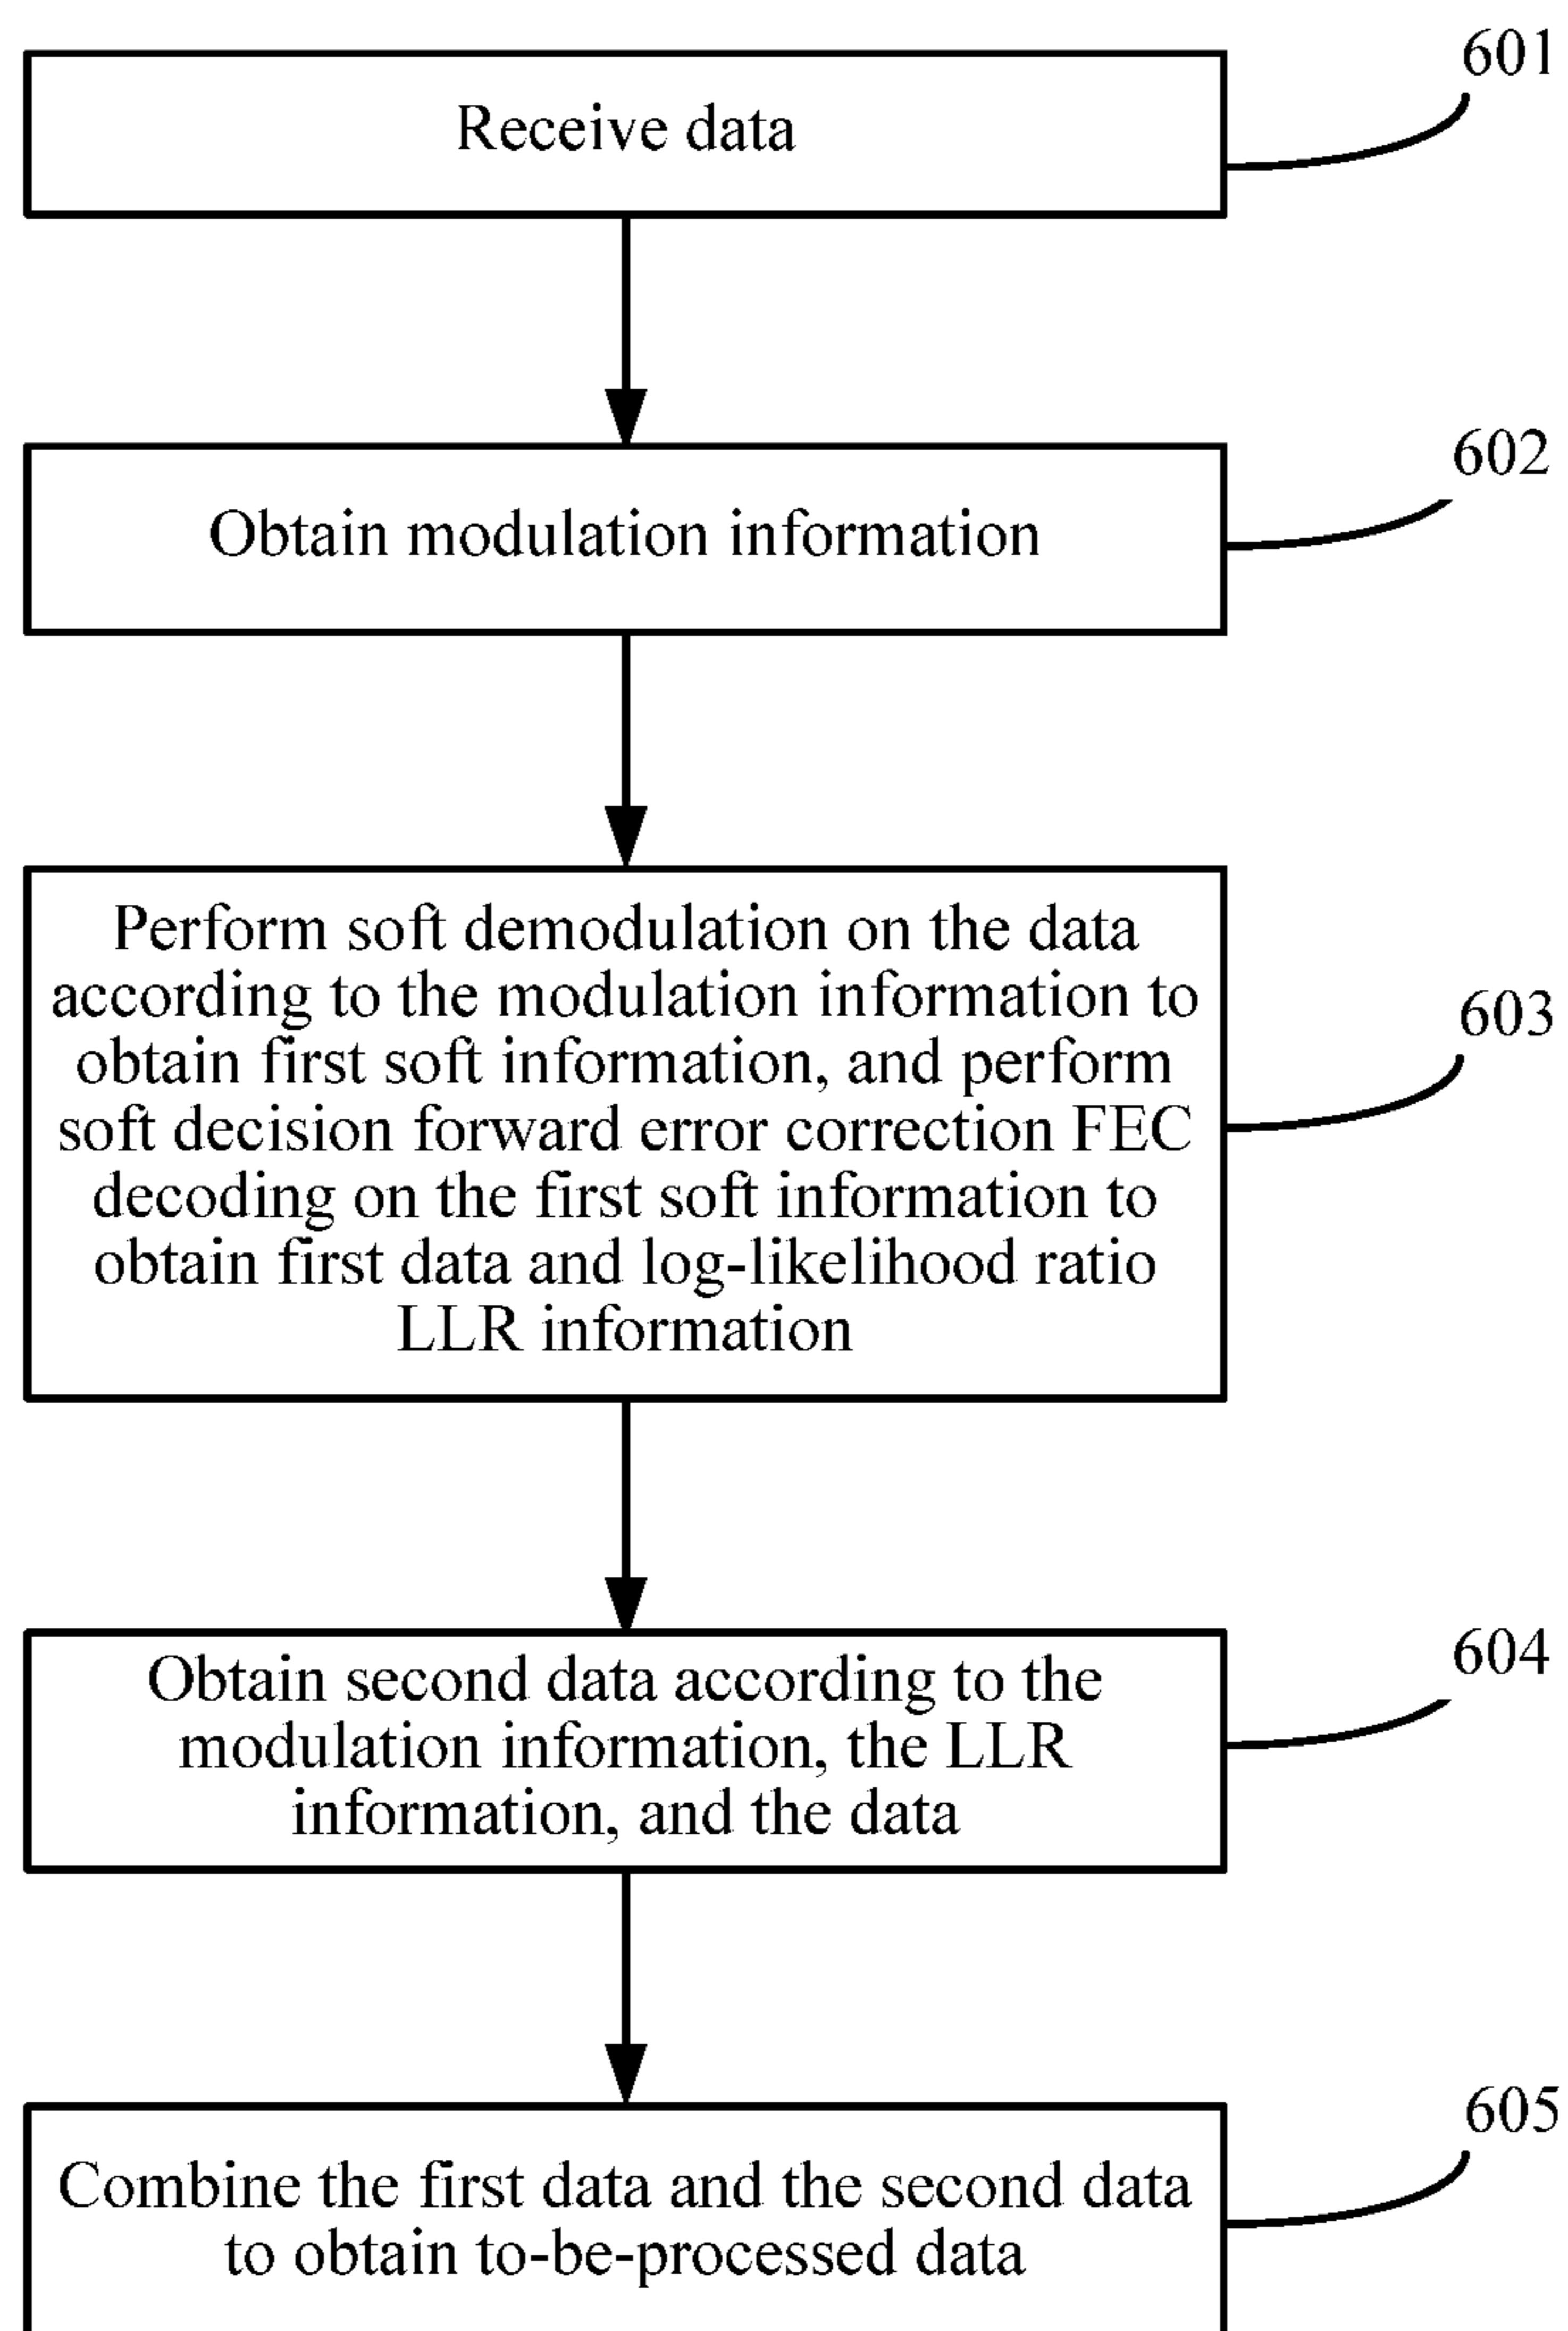 601
Receive data
602
Obtain modulation information
Perform soft demodulation on the data
according to the modulation information to
obtain first soft information, and perform
soft decision forward error correction FEC
decoding on the first soft information to
obtain first data and log-likelihood ratio
LLR information
603
Obtain second data according to the
modulation information, the LLR
information, and the data
604
605
Combine the first data and the second data
to obtain to-be-processed data